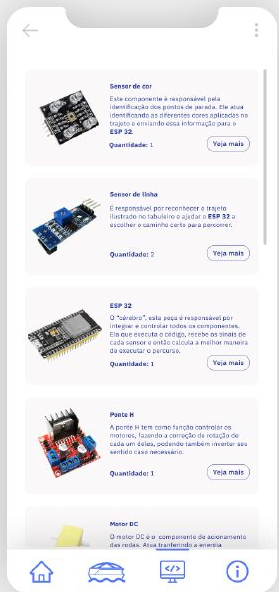 Sensor de cor
Este componente é responsável pela
identificação dos pontos de parada. Ele atua
identificando as diferentes cores aplicadas no
trajeto e enviando essa informação para o
ESP 32.
Quantidade: 1
Veja mais
Sensor de linha
É responsável por reconhecer o trajeto
ilustrado no tabuleiro e ajudar o ESP 32 a
escolher o caminho certo para percorrer.
Quantidade: 2
Veja mais
ESP 32
O "cérebro", esta peça é responsável por
integrar e controlar todos os componentes.
Ela que executa o código, recebe os sinais de
cada sensor e então calcula a melhor maneira
de executar o percurso.
Quantidade: 1
Veja mais
Ponte H
A ponte H tem como função controlar os
motores, fazendo a correção de rotação de
cada um deles, podendo também inverter seu
sentido caso necessário.
Quantidade: 1
Veja mais
Motor DC
O motor DC é o componente de acionamento
das rodas. Atua tranferindo a energia